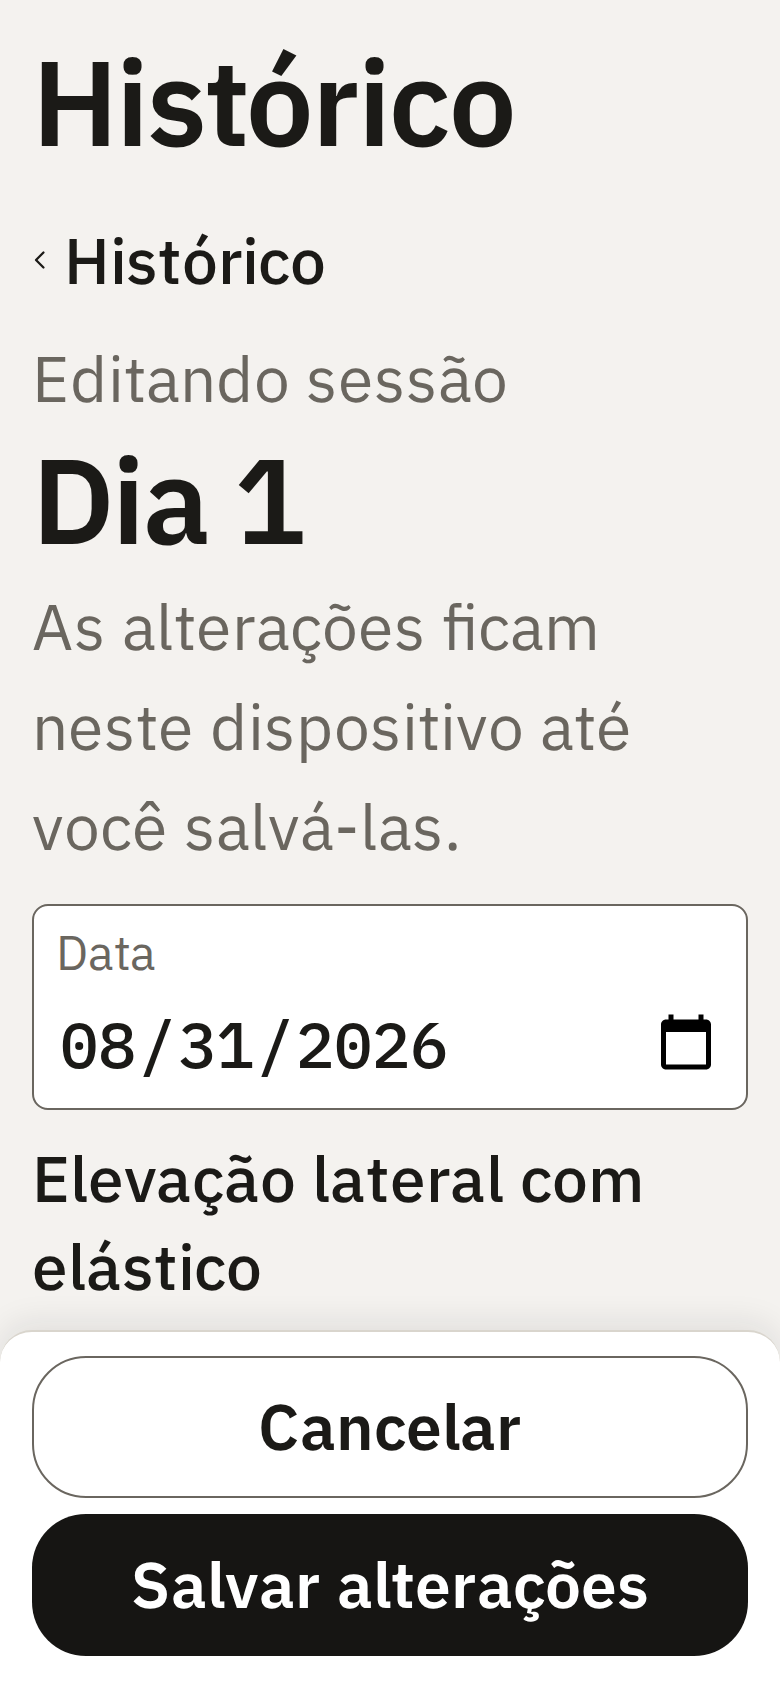 Histórico
Histórico
Editando sessão
Dia 1
As alterações ficam
neste dispositivo até
você salvá-las.
Data
08/31/2026
Elevação lateral com
elástico
Cancelar
Salvar alterações